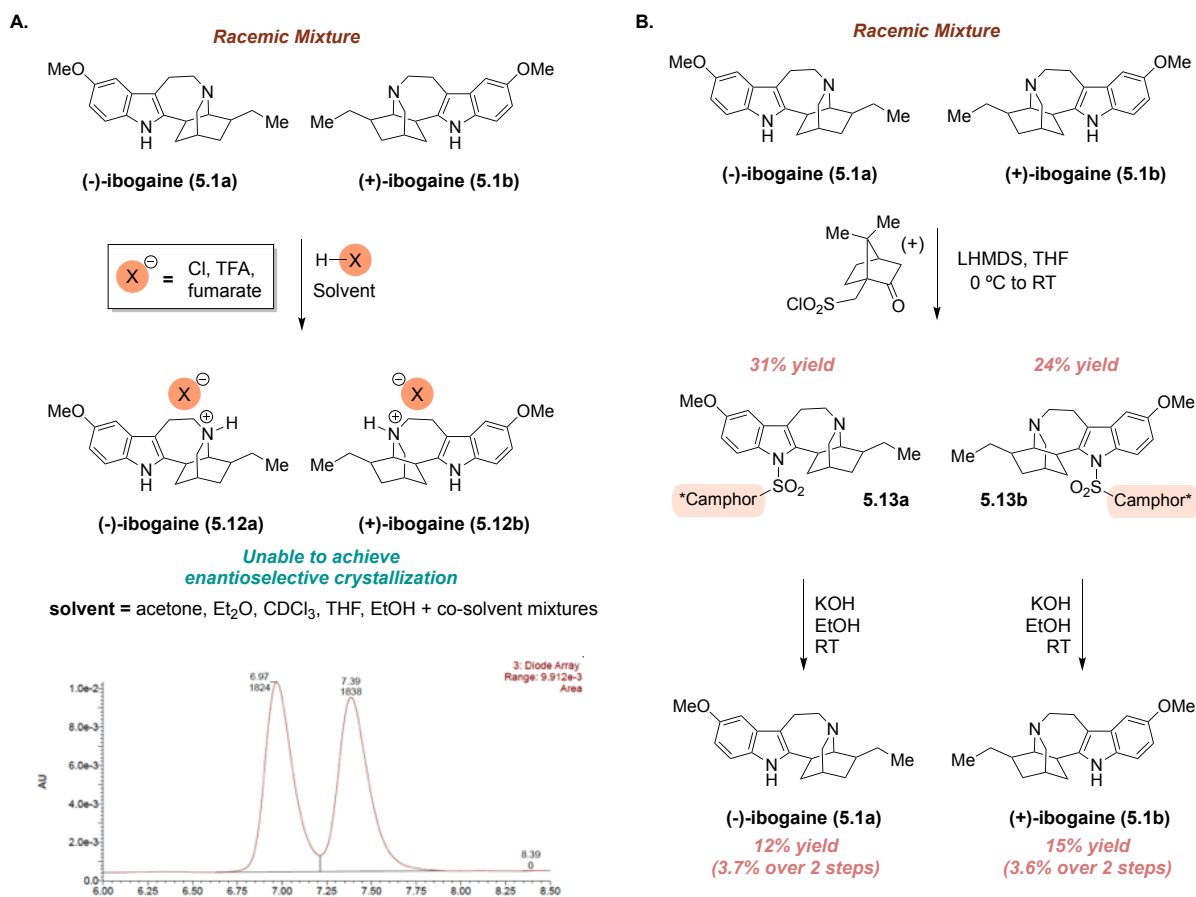 A.
Racemic Mixture
MeO
N
N
H
Me
OMe
N
N
H
Me
(-)-ibogaine (5.1a)
(+)-ibogaine (5.1b)
X ⊖ = Cl, TFA,
fumarate
H–X
Solvent
X ⊖
MeO
N ⊕ H
N
H
Me
⊖ X
OMe
H N ⊕
N
H
Me
(-)-ibogaine (5.12a)
(+)-ibogaine (5.12b)
Unable to achieve
enantioselective crystallization
solvent = acetone, Et2O, CDCl3, THF, EtOH + co-solvent mixtures
3: Diode Array
Range: 9.912e-3
Area
6.97
1824
7.39
1838
8.39
0
AU
1.0e-2
8.0e-3
6.0e-3
4.0e-3
2.0e-3
0.0
6.00 6.25 6.50 6.75 7.00 7.25 7.50 7.75 8.00 8.25 8.50
B.
Racemic Mixture
MeO
N
N
H
Me
OMe
N
N
H
Me
(-)-ibogaine (5.1a)
(+)-ibogaine (5.1b)
Me
Me
(+)
ClO2S
O
LHMDS, THF
0 ºC to RT
31% yield
24% yield
MeO
N
N
Me
SO2
*Camphor
5.13a
OMe
N
N
Me
O2S
Camphor*
5.13b
KOH
EtOH
RT
KOH
EtOH
RT
MeO
N
N
H
Me
OMe
N
N
H
Me
(-)-ibogaine (5.1a)
(+)-ibogaine (5.1b)
12% yield
(3.7% over 2 steps)
15% yield
(3.6% over 2 steps)